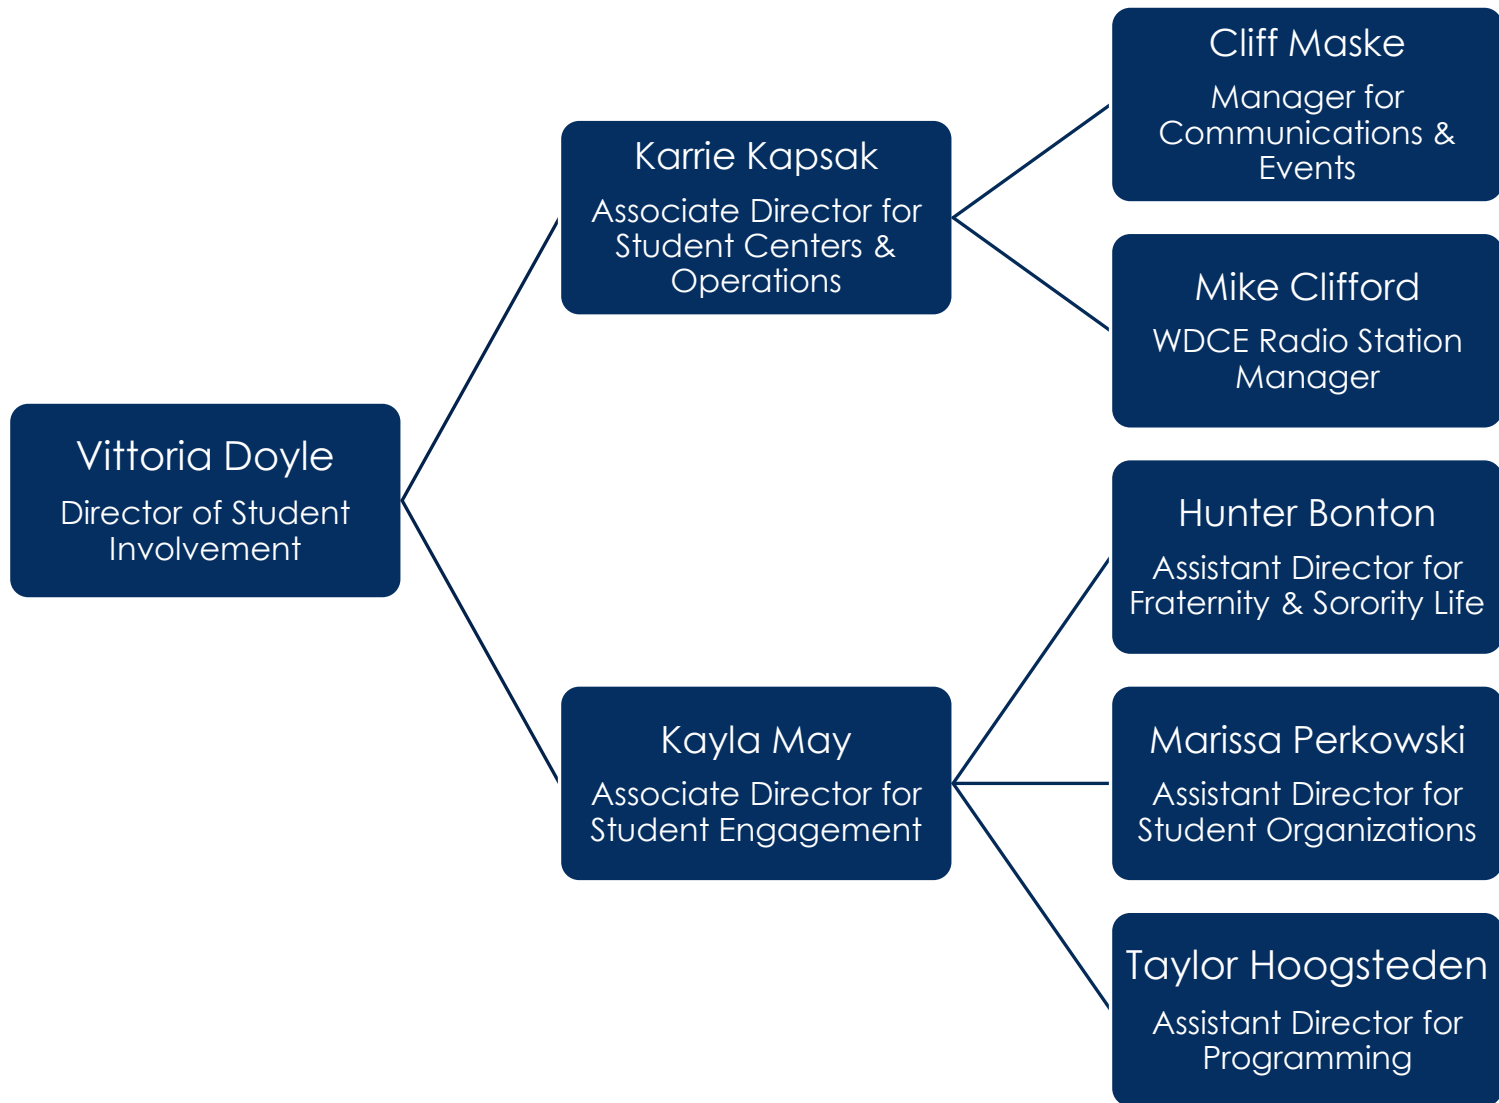 Vittoria Doyle
Director of Student
Involvement
Karrie Kapsak
Associate Director for
Student Centers &
Operations
Cliff Maske
Manager for
Communications &
Events
Mike Clifford
WDCE Radio Station
Manager
Kayla May
Associate Director for
Student Engagement
Hunter Bonton
Assistant Director for
Fraternity & Sorority Life
Marissa Perkowski
Assistant Director for
Student Organizations
Taylor Hoogsteden
Assistant Director for
Programming